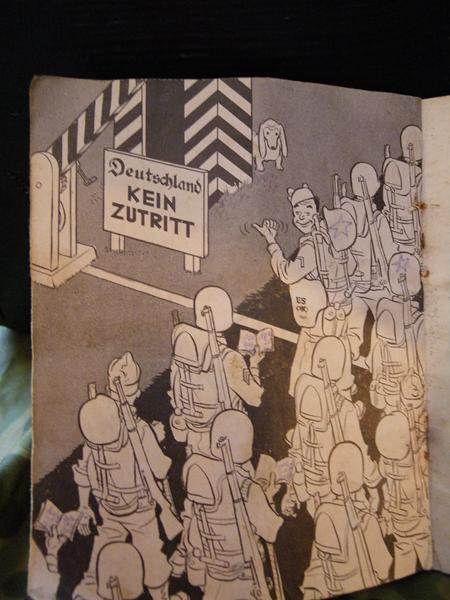 Deutschland
KEIN
ZUTRITT
US